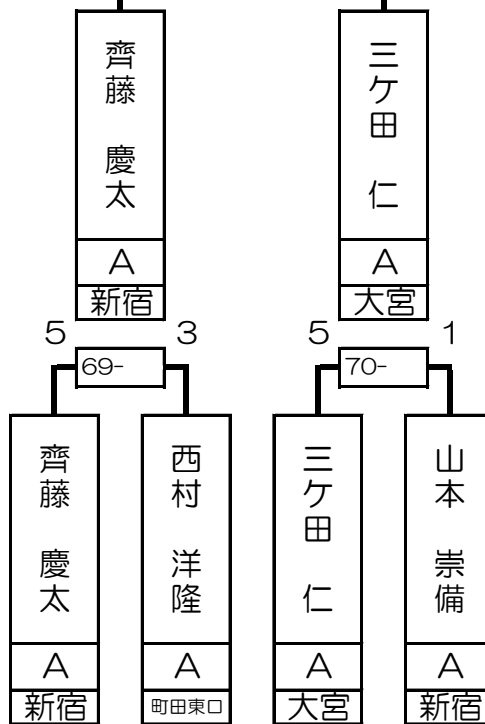 齊藤 慶太
A
新宿
三ケ田 仁
A
大宮
5 3
69-
5 1
70-
齊藤 慶太
A
新宿
西村 洋隆
A
町田東口
三ケ田 仁
A
大宮
山本 崇備
A
新宿